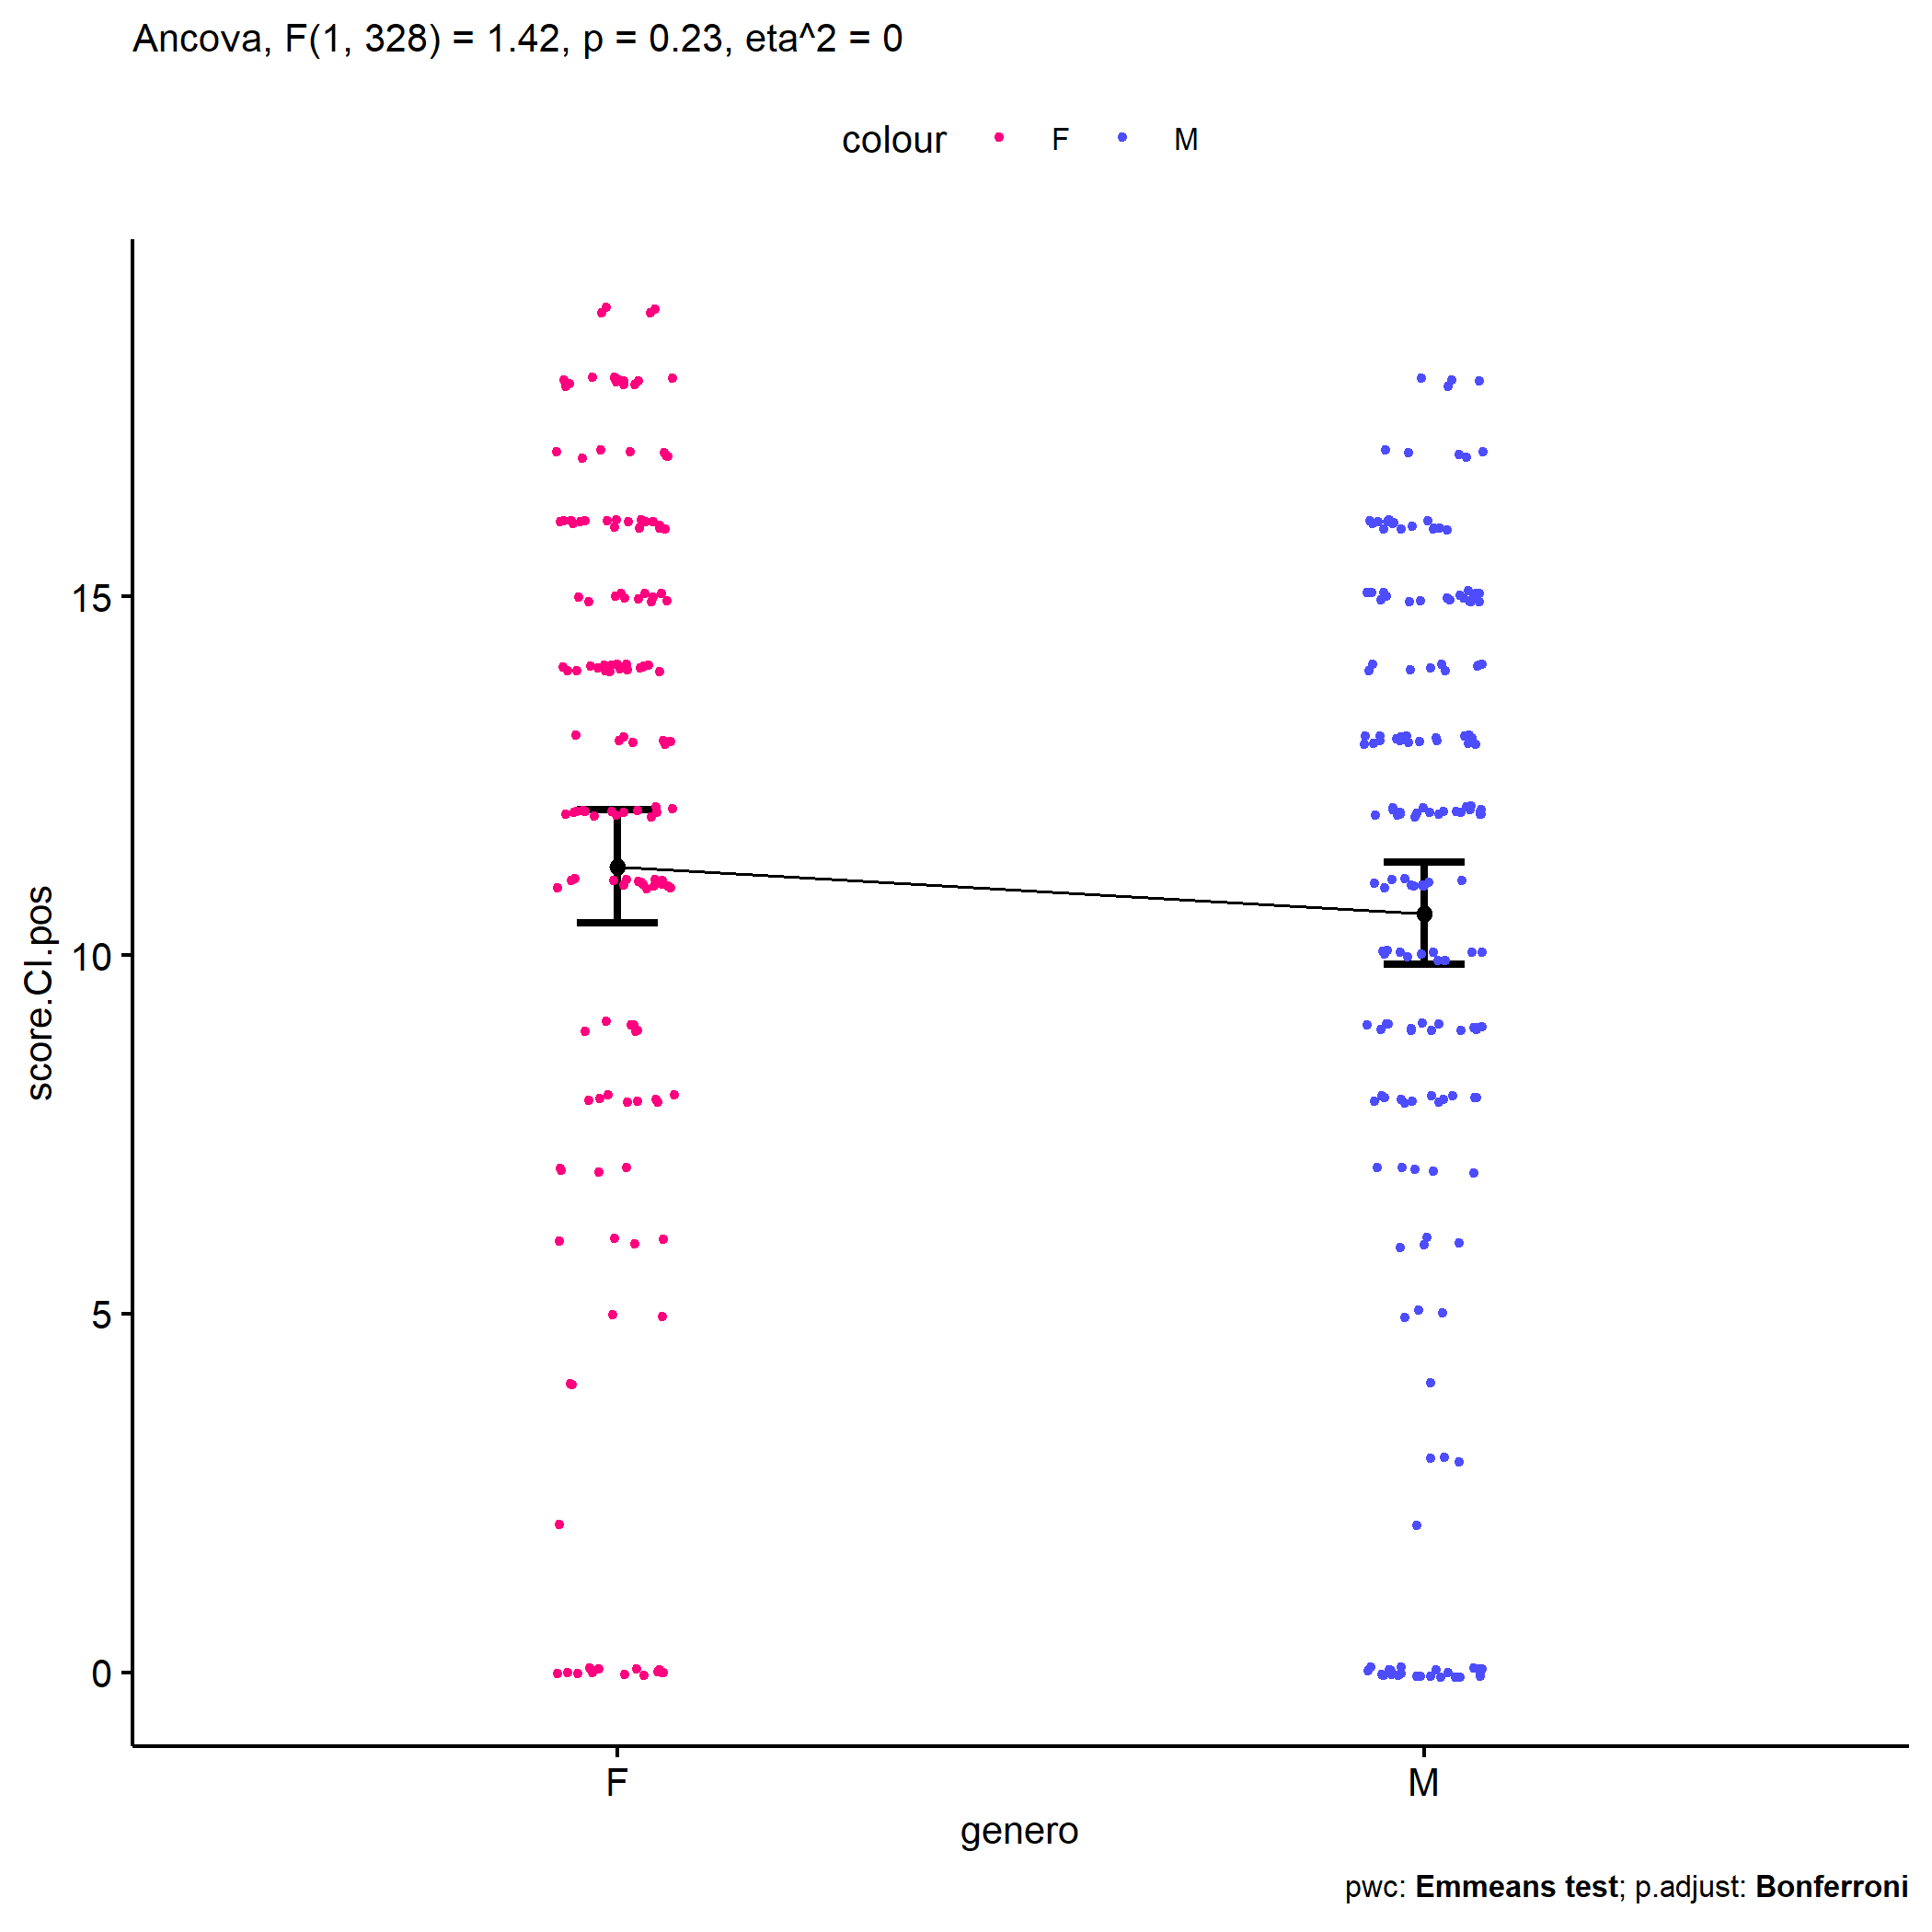 Ancova, F(1, 328) = 1.42, p = 0.23, eta^2 = 0
colour F M
score.CI.pos
15
10
5
0
F M
genero
pwc: Emmeans test; p.adjust: Bonferroni